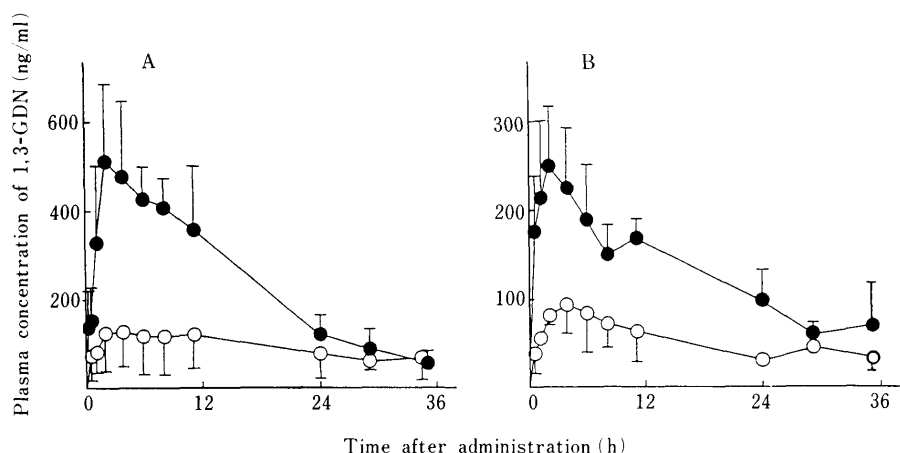 Plasma concentration of 1,3-GDN (ng/ml)
A
600
400
200
0 12 24 36
B
300
200
100
0 12 24 36
Time after administration (h)